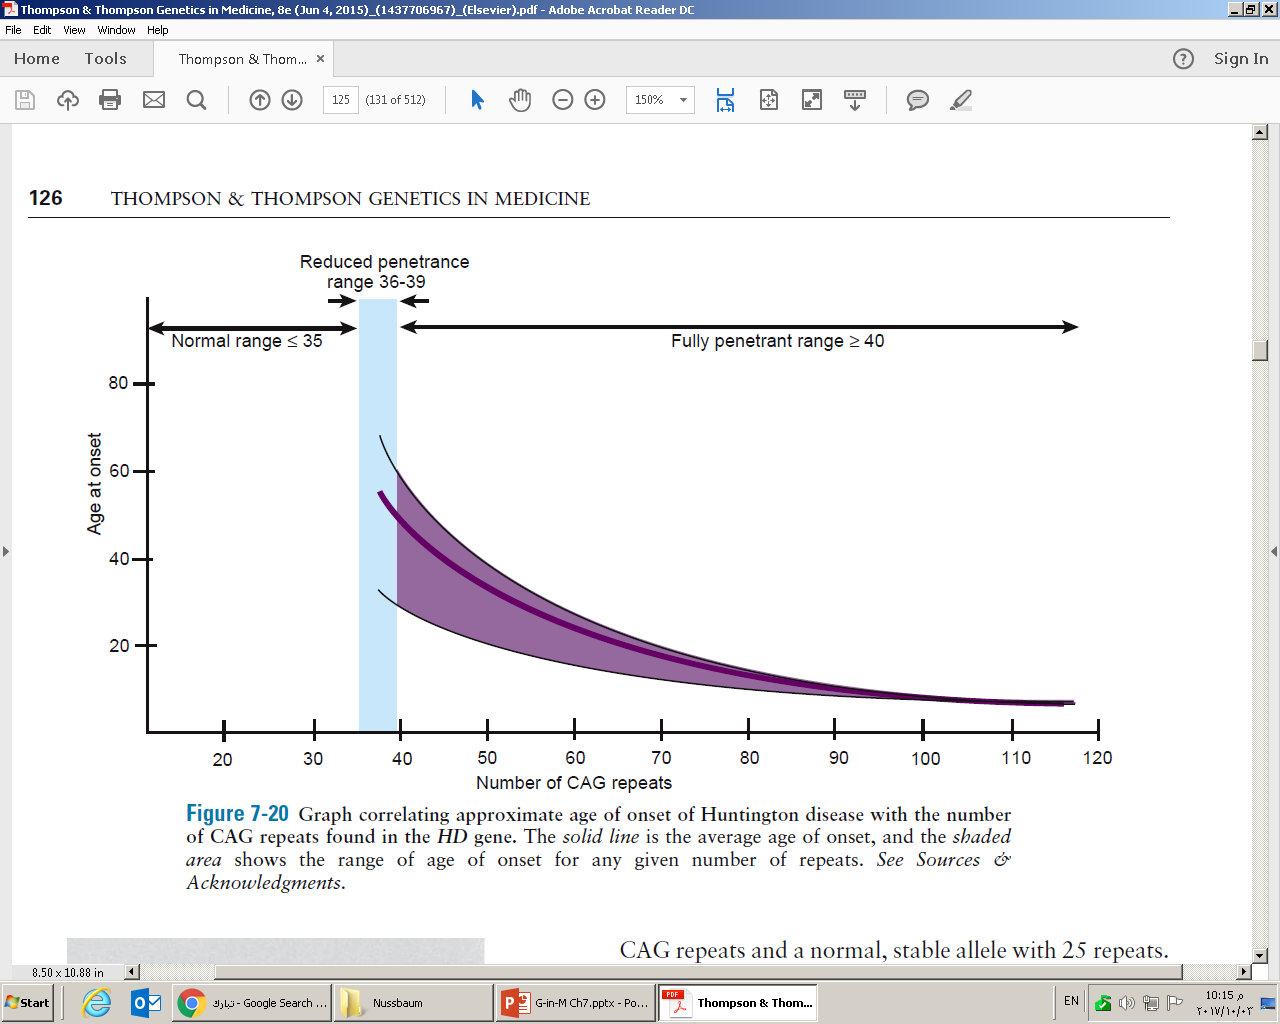 Thompson & Thompson Genetics in Medicine, 8e (Jun 4, 2015)_(1437706967)_(Elsevier).pdf - Adobe Acrobat Reader DC
File Edit View Window Help
Home Tools Thompson & Thom... × ? Sign In
125 (131 of 512) 150%
126 THOMPSON & THOMPSON GENETICS IN MEDICINE
Reduced penetrance
range 36-39
Normal range ≤ 35 Fully penetrant range ≥ 40
80
60
40
20
Age at onset
20 30 40 50 60 70 80 90 100 110 120
Number of CAG repeats
Figure 7-20 Graph correlating approximate age of onset of Huntington disease with the number
of CAG repeats found in the HD gene. The solid line is the average age of onset, and the shaded
area shows the range of age of onset for any given number of repeats. See Sources &
Acknowledgments.
CAG repeats and a normal, stable allele with 25 repeats.
8.50 x 10.88 in
Start تبارك - Google Search ... Nussbaum G-in-M Ch7.pptx - Po... PDF Thompson & Thom... EN 10:15 م
٢٠١٧/١٠/٠٣